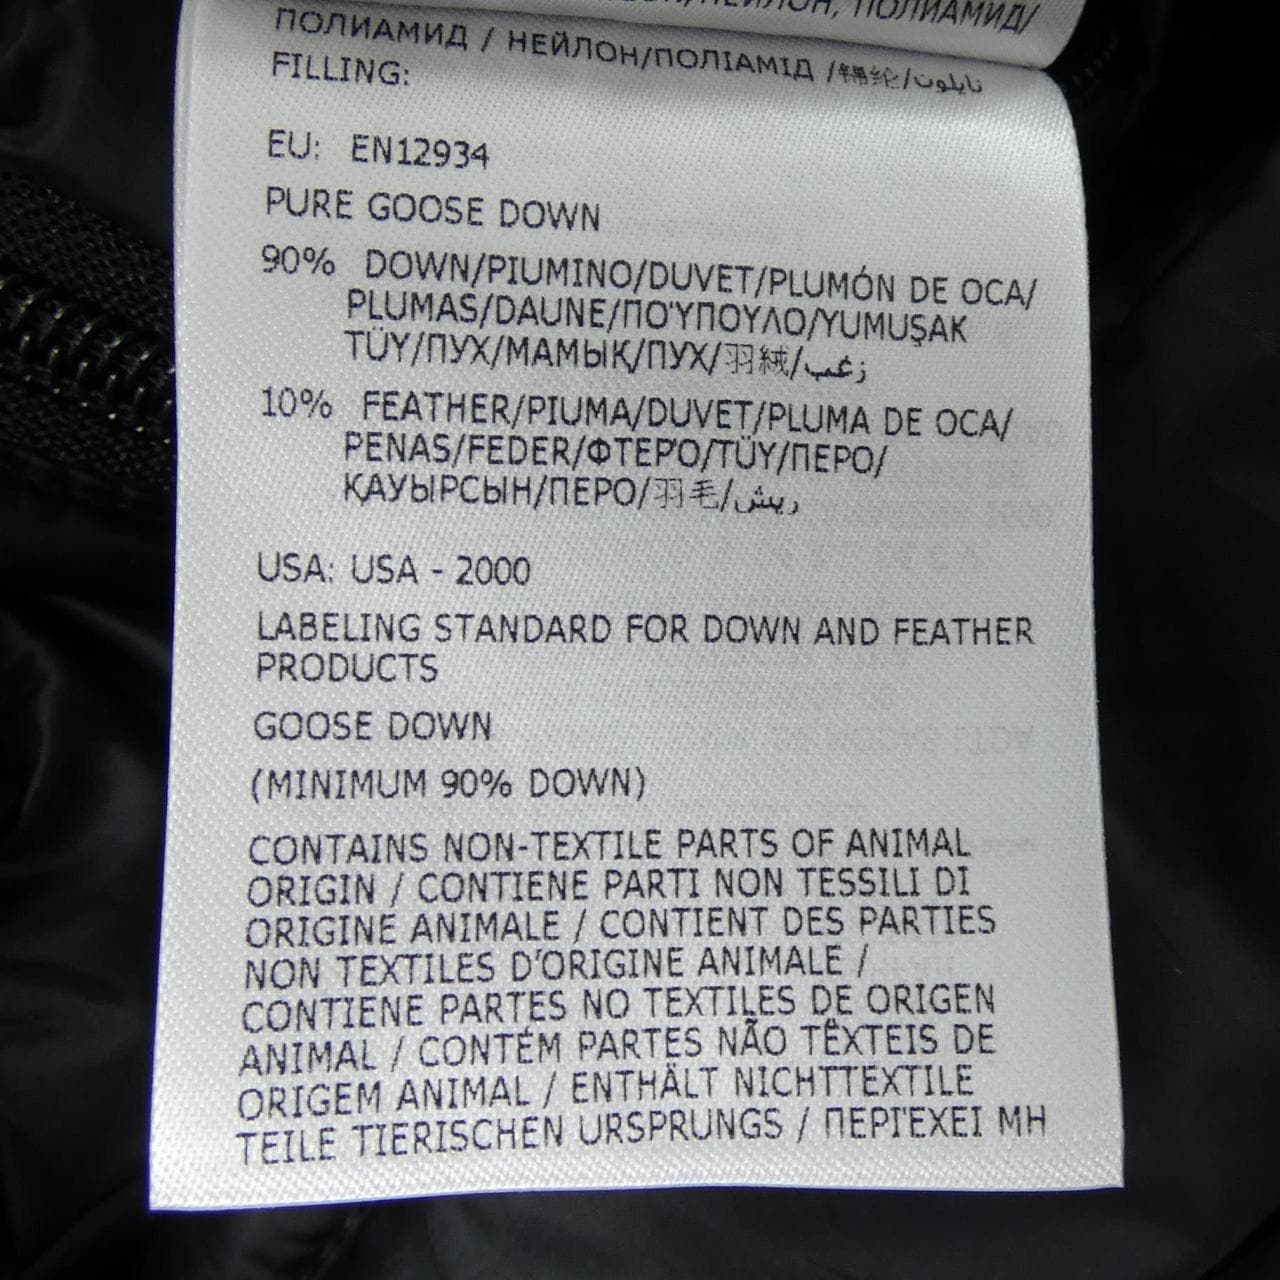 НЕЙЛОН, ПОЛИАМИД/
ПОЛИАМИД / НЕЙЛОН/ПОЛІАМІД /锦纶/نايلون
FILLING:
EU: EN12934
PURE GOOSE DOWN
90% DOWN/PIUMINO/DUVET/PLUMÓN DE OCA/
PLUMAS/DAUNE/ΠΟΎΠΟΥΛΟ/YUMUŞAK
TÜY/ПУХ/МАМЫҚ/ПУХ/羽絨/زغب
10% FEATHER/PIUMA/DUVET/PLUMA DE OCA/
PENAS/FEDER/ΦΤΕΡΌ/TÜY/ПЕРО/
ҚАУЫРСЫН/ПЕРО/羽毛/ريش
USA: USA - 2000
LABELING STANDARD FOR DOWN AND FEATHER
PRODUCTS
GOOSE DOWN
(MINIMUM 90% DOWN)
CONTAINS NON-TEXTILE PARTS OF ANIMAL
ORIGIN / CONTIENE PARTI NON TESSILI DI
ORIGINE ANIMALE / CONTIENT DES PARTIES
NON TEXTILES D'ORIGINE ANIMALE /
CONTIENE PARTES NO TEXTILES DE ORIGEN
ANIMAL / CONTÉM PARTES NÃO TÊXTEIS DE
ORIGEM ANIMAL / ENTHÄLT NICHTTEXTILE
TEILE TIERISCHEN URSPRUNGS / ΠΕΡΙΈΧΕΙ ΜΗ